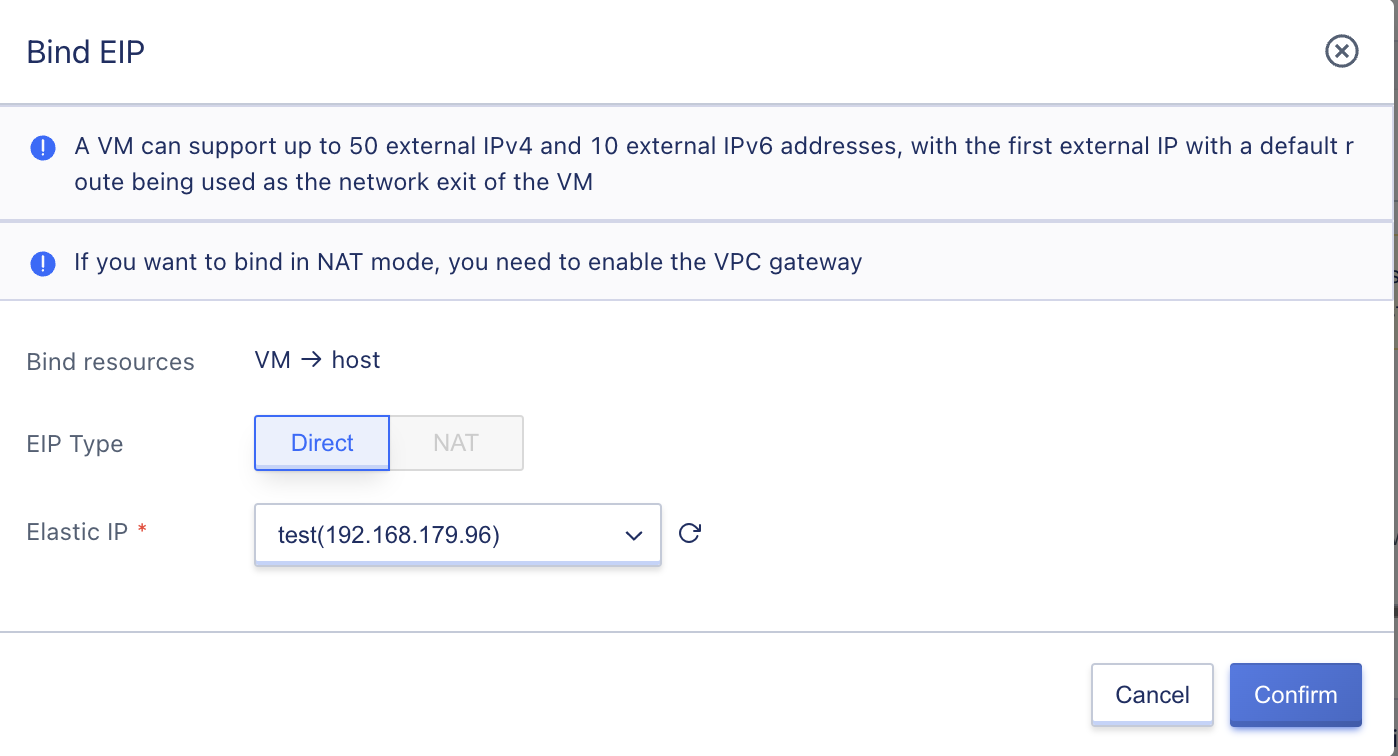 Bind EIP
A VM can support up to 50 external IPv4 and 10 external IPv6 addresses, with the first external IP with a default r
oute being used as the network exit of the VM
If you want to bind in NAT mode, you need to enable the VPC gateway
Bind resources VM → host
EIP Type Direct NAT
Elastic IP * test(192.168.179.96)
Cancel Confirm